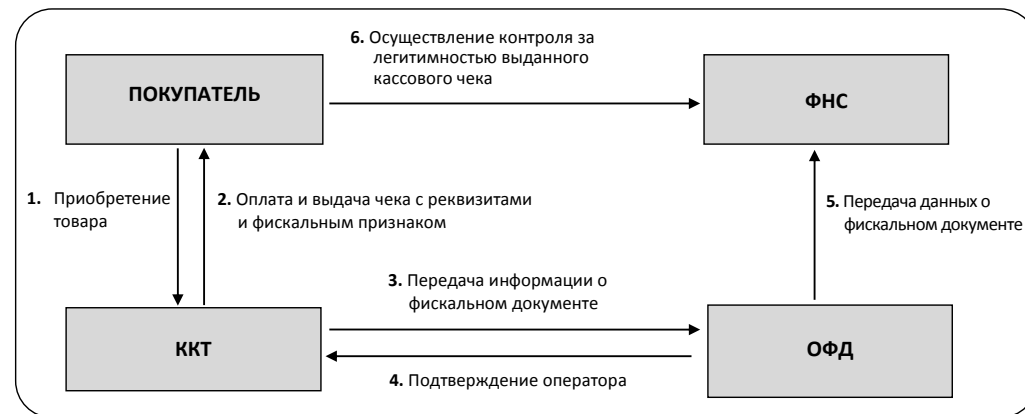 6. Осуществление контроля за
легитимностью выданного
кассового чека
ПОКУПАТЕЛЬ
ФНС
1. Приобретение
товара
2. Оплата и выдача чека с реквизитами
и фискальным признаком
5. Передача данных о
фискальном документе
3. Передача информации о
фискальном документе
ККТ
ОФД
4. Подтверждение оператора